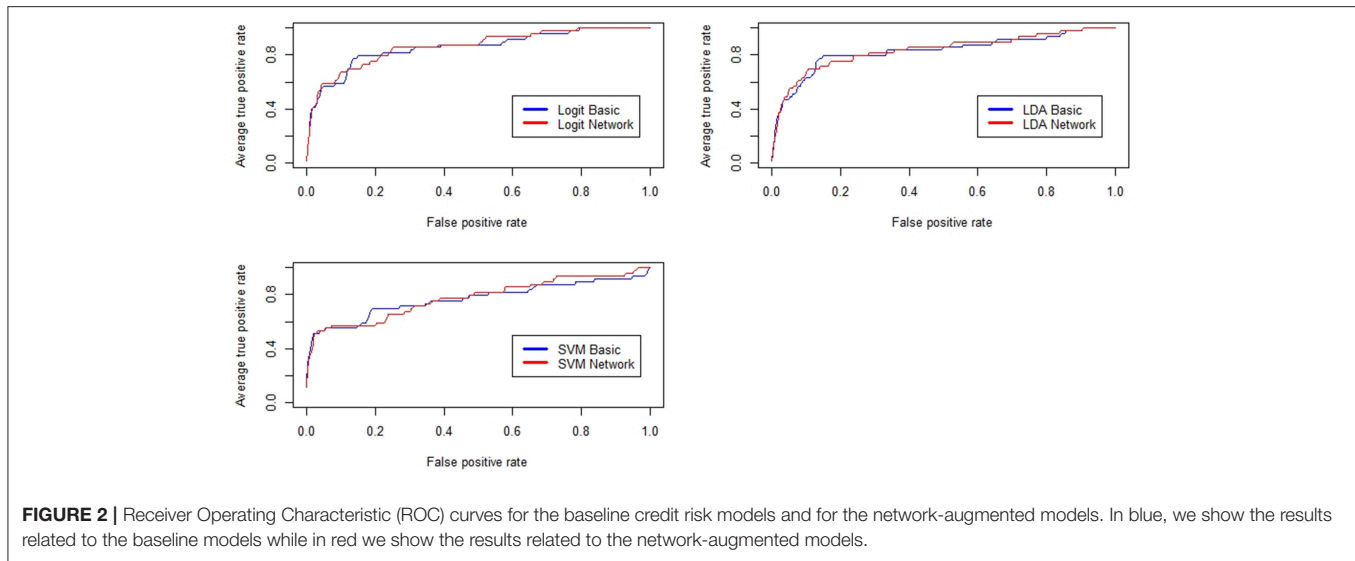 Average true positive rate
0.0 0.4 0.8
Logit Basic
Logit Network
0.0 0.2 0.4 0.6 0.8 1.0
False positive rate
Average true positive rate
0.0 0.4 0.8
LDA Basic
LDA Network
0.0 0.2 0.4 0.6 0.8 1.0
False positive rate
Average true positive rate
0.0 0.4 0.8
SVM Basic
SVM Network
0.0 0.2 0.4 0.6 0.8 1.0
False positive rate
FIGURE 2 | Receiver Operating Characteristic (ROC) curves for the baseline credit risk models and for the network-augmented models. In blue, we show the results
related to the baseline models while in red we show the results related to the network-augmented models.